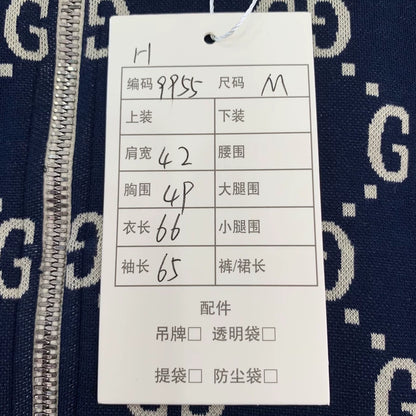 rl
编码 9955 尺码 M
上装 下装
肩宽 42 腰围
胸围 49 大腿围
衣长 66 小腿围
袖长 65 裤/裙长
配件
吊牌□ 透明袋□
提袋□ 防尘袋□